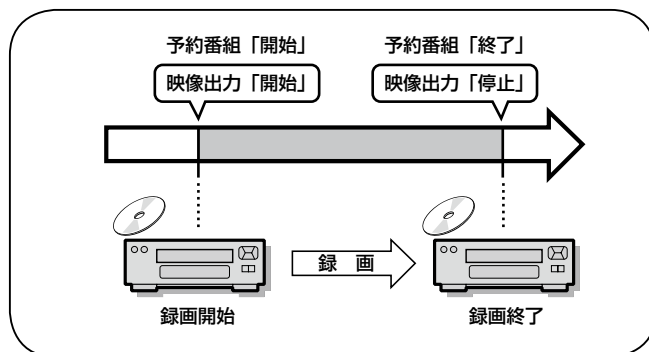 予約番組「開始」
予約番組「終了」
映像出力「開始」
映像出力「停止」
録 画
録画開始
録画終了